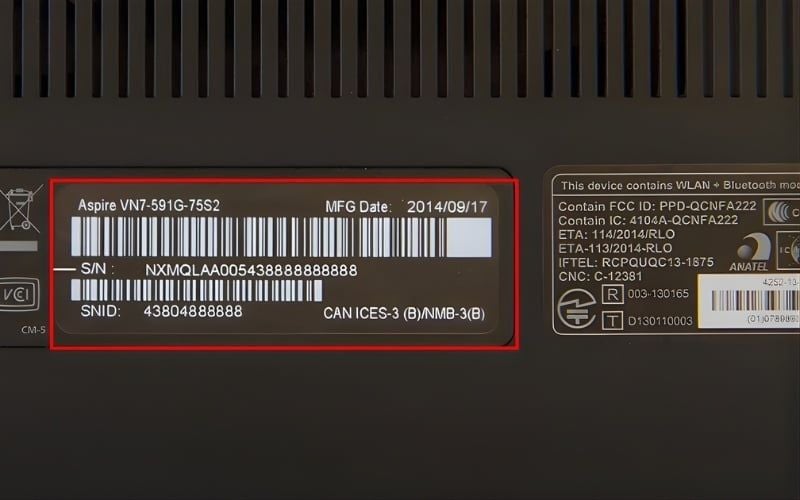 Aspire VN7-591G-75S2
MFG Date: 2014/09/17
S/N : NXMQLAA005438888888888
SNID: 43804888888
CAN ICES-3 (B)/NMB-3(B)
VCI
CM-5
This device contains WLAN + Bluetooth
Contain FCC ID: PPD-QCNFA222
Contain IC: 4104A-QCNFA222
ETA: 114/2014/RLO
ETA-113/2014-RLO
IFTEL: RCPQUQC13-1875
CNC: C-12381
ANATEL
R 003-130165
T D130110003